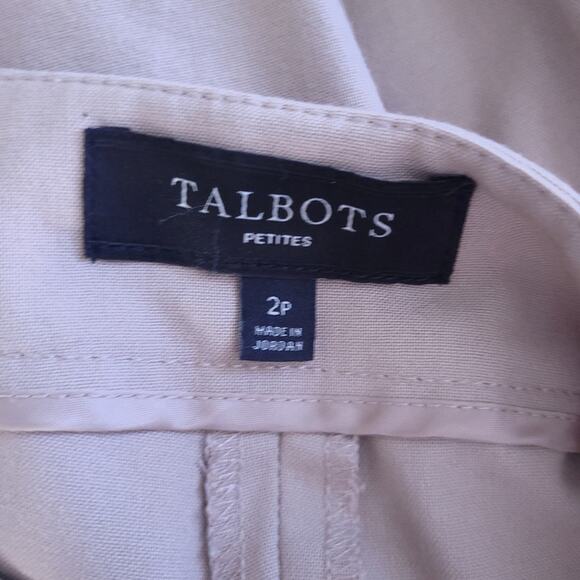 TALBOTS
PETITES
2P
MADE IN
JORDAN